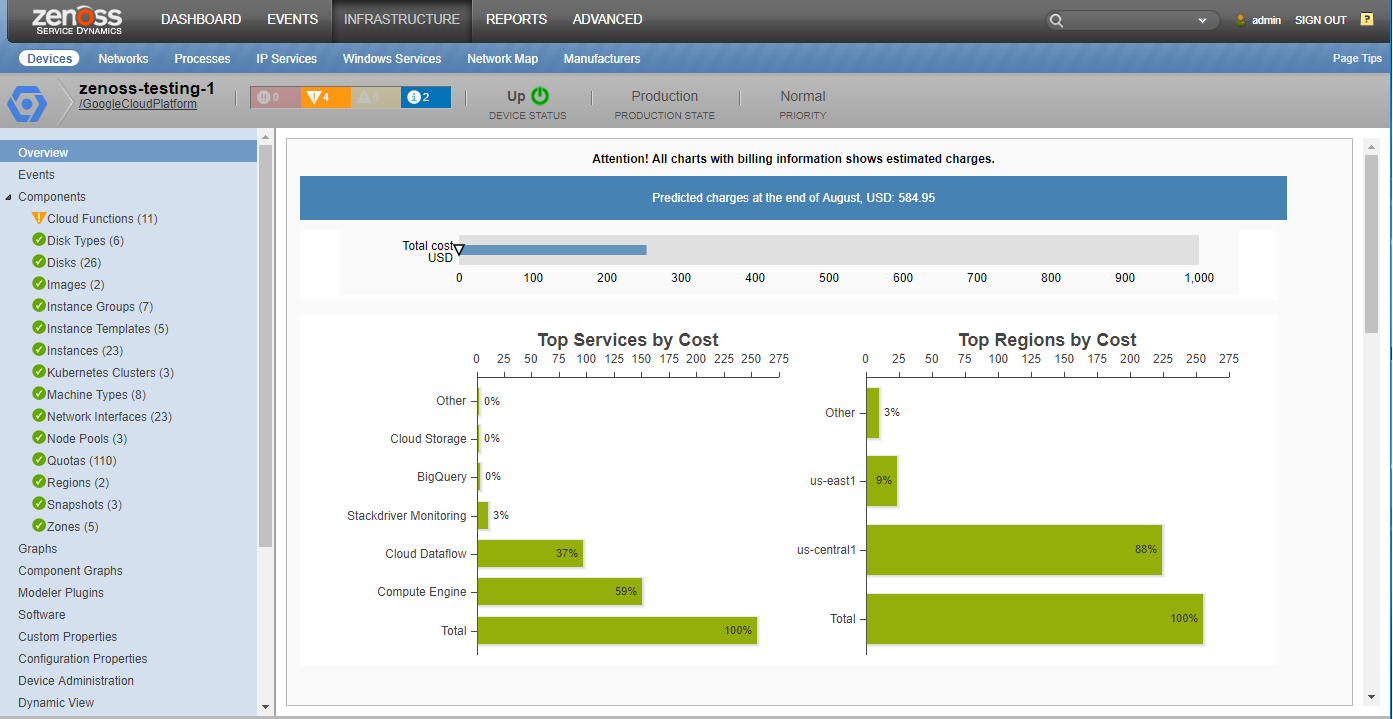 zenoss
SERVICE DYNAMICS
DASHBOARD EVENTS INFRASTRUCTURE REPORTS ADVANCED
admin SIGN OUT ?
Devices Networks Processes IP Services Windows Services Network Map Manufacturers Page Tips
zenoss-testing-1
/GoogleCloudPlatform
0 4 0 2
Up
DEVICE STATUS
Production
PRODUCTION STATE
Normal
PRIORITY
Overview
Events
Components
Cloud Functions (11)
Disk Types (6)
Disks (26)
Images (2)
Instance Groups (7)
Instance Templates (5)
Instances (23)
Kubernetes Clusters (3)
Machine Types (8)
Network Interfaces (23)
Node Pools (3)
Quotas (110)
Regions (2)
Snapshots (3)
Zones (5)
Graphs
Component Graphs
Modeler Plugins
Software
Custom Properties
Configuration Properties
Device Administration
Dynamic View
Attention! All charts with billing information shows estimated charges.
Predicted charges at the end of August, USD: 584.95
Total cost
USD
0 100 200 300 400 500 600 700 800 900 1,000
Top Services by Cost
0 25 50 75 100 125 150 175 200 225 250 275
Other 0%
Cloud Storage 0%
BigQuery 0%
Stackdriver Monitoring 3%
Cloud Dataflow 37%
Compute Engine 59%
Total 100%
Top Regions by Cost
0 25 50 75 100 125 150 175 200 225 250 275
Other 3%
us-east1 9%
us-central1 88%
Total 100%